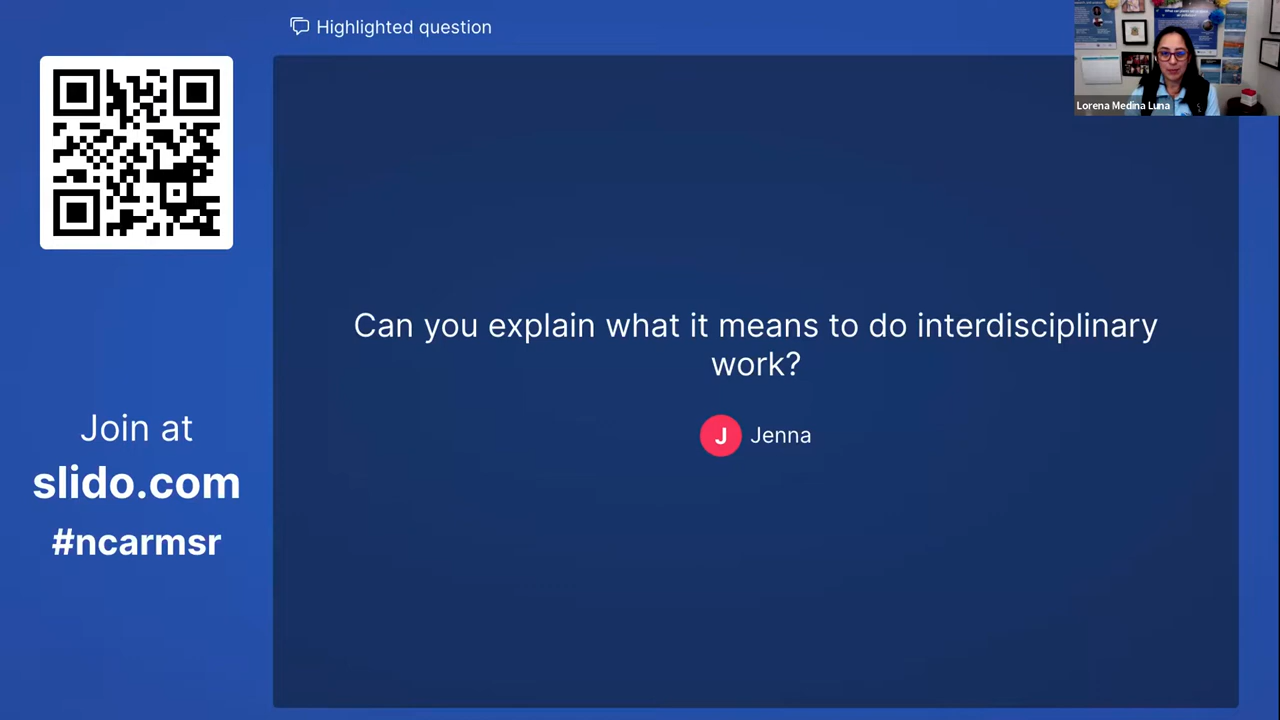 Highlighted question
Lorena Medina Luna
Can you explain what it means to do interdisciplinary
work?
J Jenna
Join at
slido.com
#ncarmsr